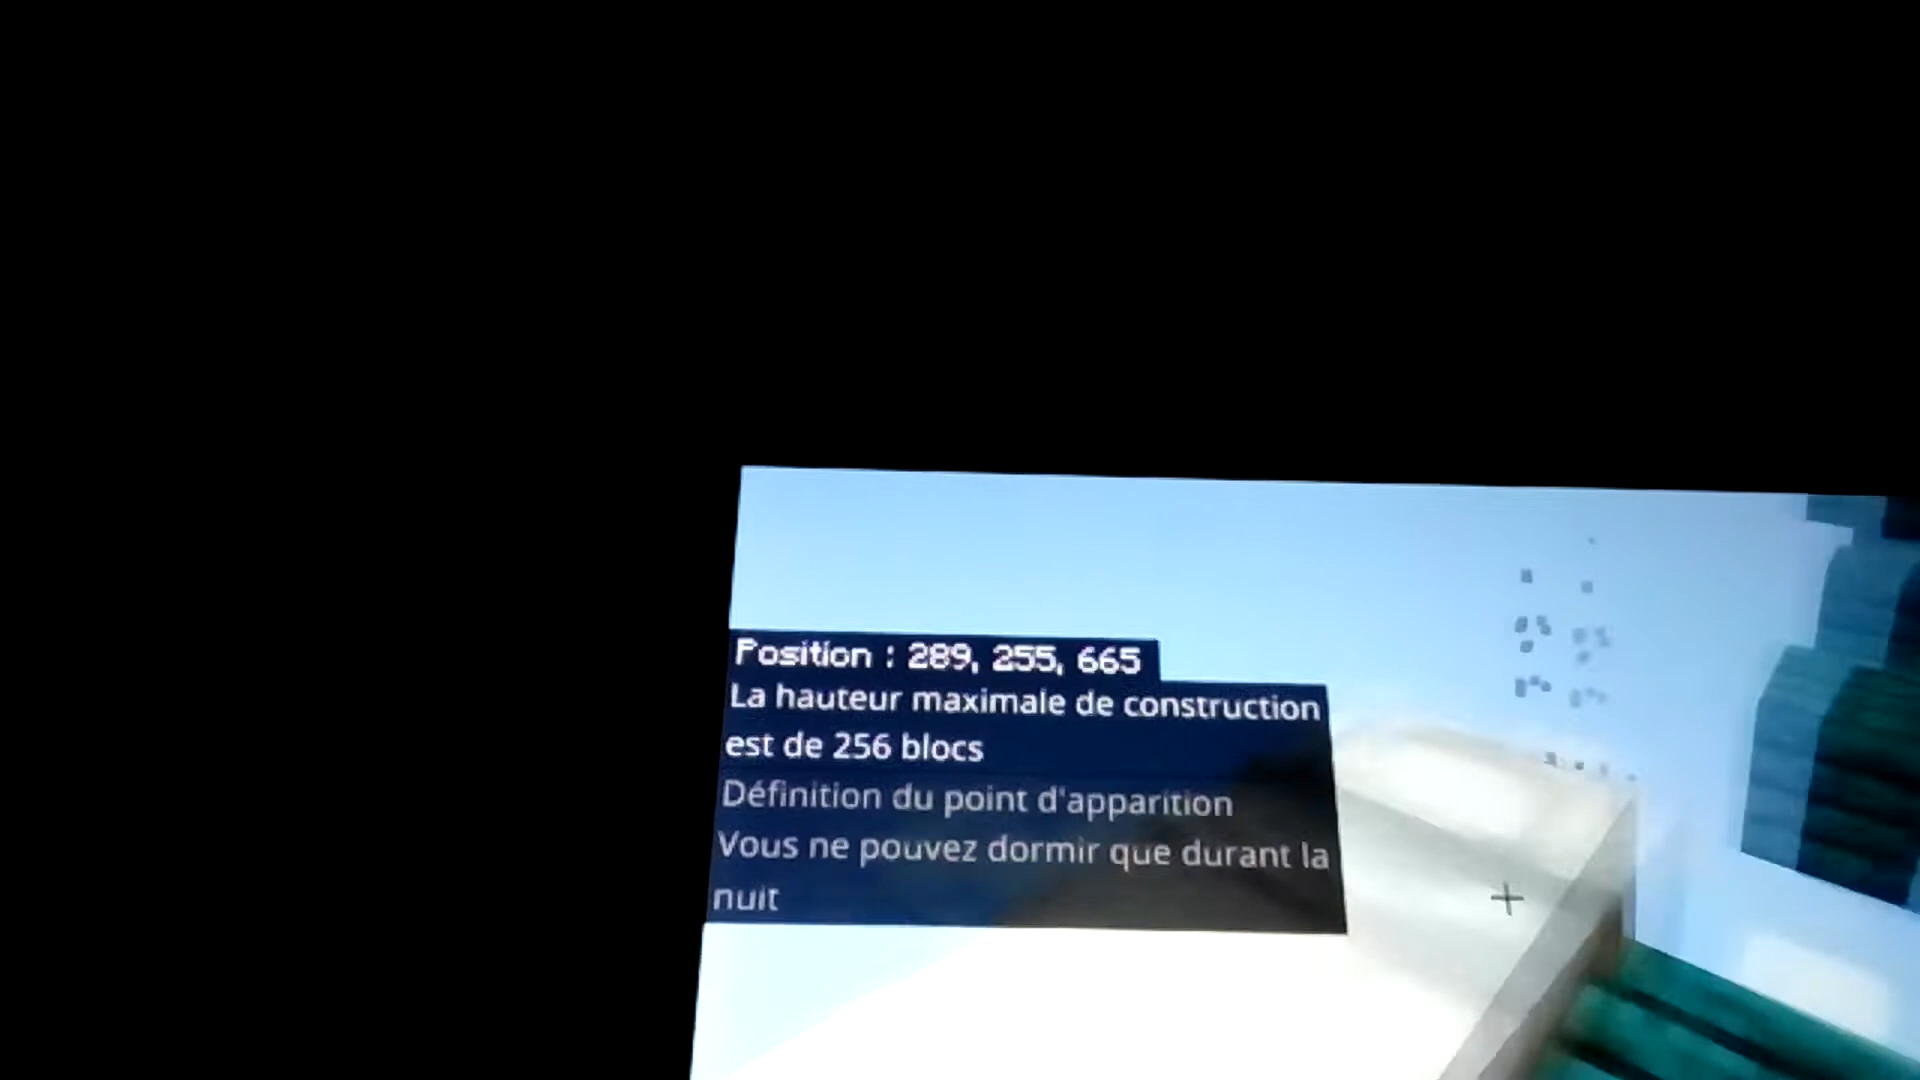 Position : 289, 255, 665
La hauteur maximale de construction
est de 256 blocs
Définition du point d'apparition
Vous ne pouvez dormir que durant la
nuit